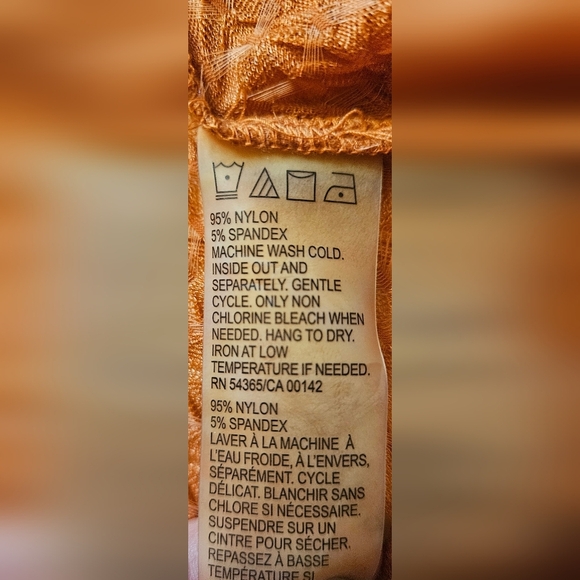 95% NYLON
5% SPANDEX
MACHINE WASH COLD.
INSIDE OUT AND
SEPARATELY. GENTLE
CYCLE. ONLY NON
CHLORINE BLEACH WHEN
NEEDED. HANG TO DRY.
IRON AT LOW
TEMPERATURE IF NEEDED.
RN 54365/CA 00142
95% NYLON
5% SPANDEX
LAVER À LA MACHINE À
L'EAU FROIDE, À L'ENVERS,
SÉPARÉMENT. CYCLE
DÉLICAT. BLANCHIR SANS
CHLORE SI NÉCESSAIRE.
SUSPENDRE SUR UN
CINTRE POUR SÉCHER.
REPASSEZ À BASSE
TEMPÉRATURE SI